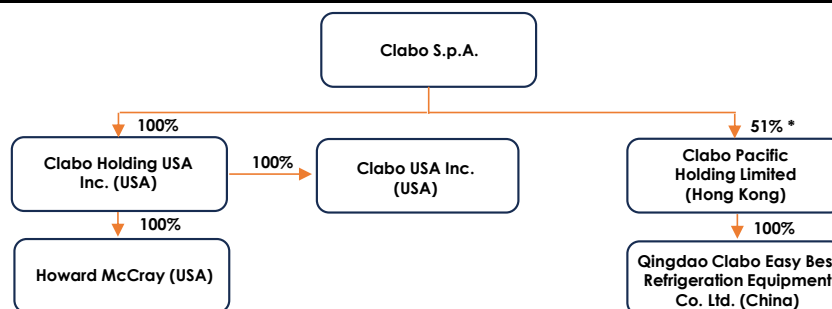 Clabo S.p.A.
100%
51% *
Clabo Holding USA
Inc. (USA)
100%
Clabo USA Inc.
(USA)
Clabo Pacific
Holding Limited
(Hong Kong)
100%
100%
Howard McCray (USA)
Qingdao Clabo Easy Bes
Refrigeration Equipment
Co. Ltd. (China)